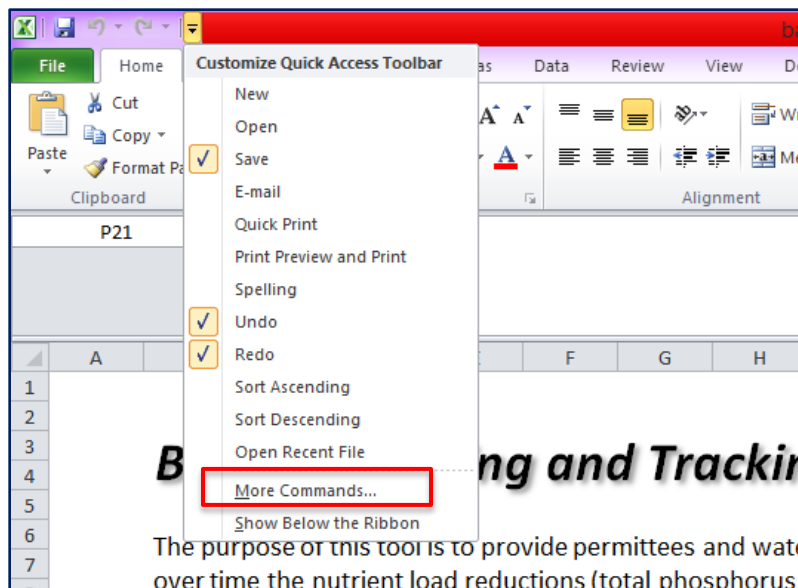 ba
File Home as Data Review View D
Customize Quick Access Toolbar
New
Open
Save
E-mail
Quick Print
Print Preview and Print
Spelling
Undo
Redo
Sort Ascending
Sort Descending
Open Recent File
More Commands...
Show Below the Ribbon
Cut
Copy
Paste
Format Pa
Clipboard
A A
A
W
Me
Alignment
P21
A F G H
1
2
3
4
5
6
7
B ng and Trackin
The purpose of this tool is to provide permittees and wat
over time the nutrient load reductions (total phosphorus